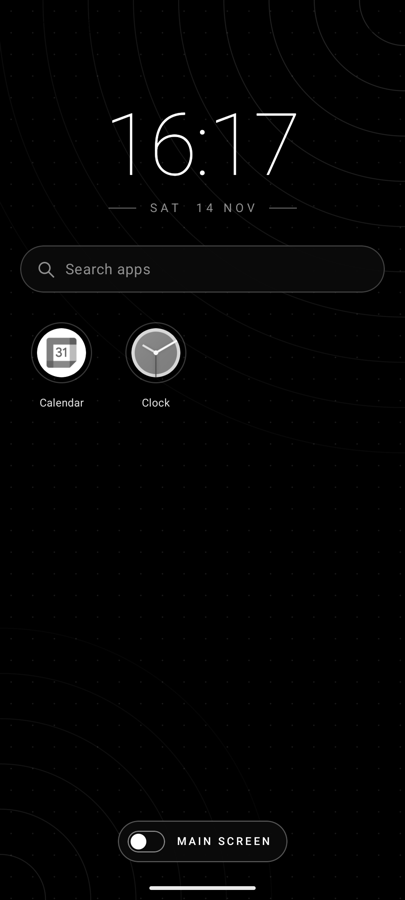 16:17
SAT 14 NOV
Search apps
31
Calendar
Clock
MAIN SCREEN